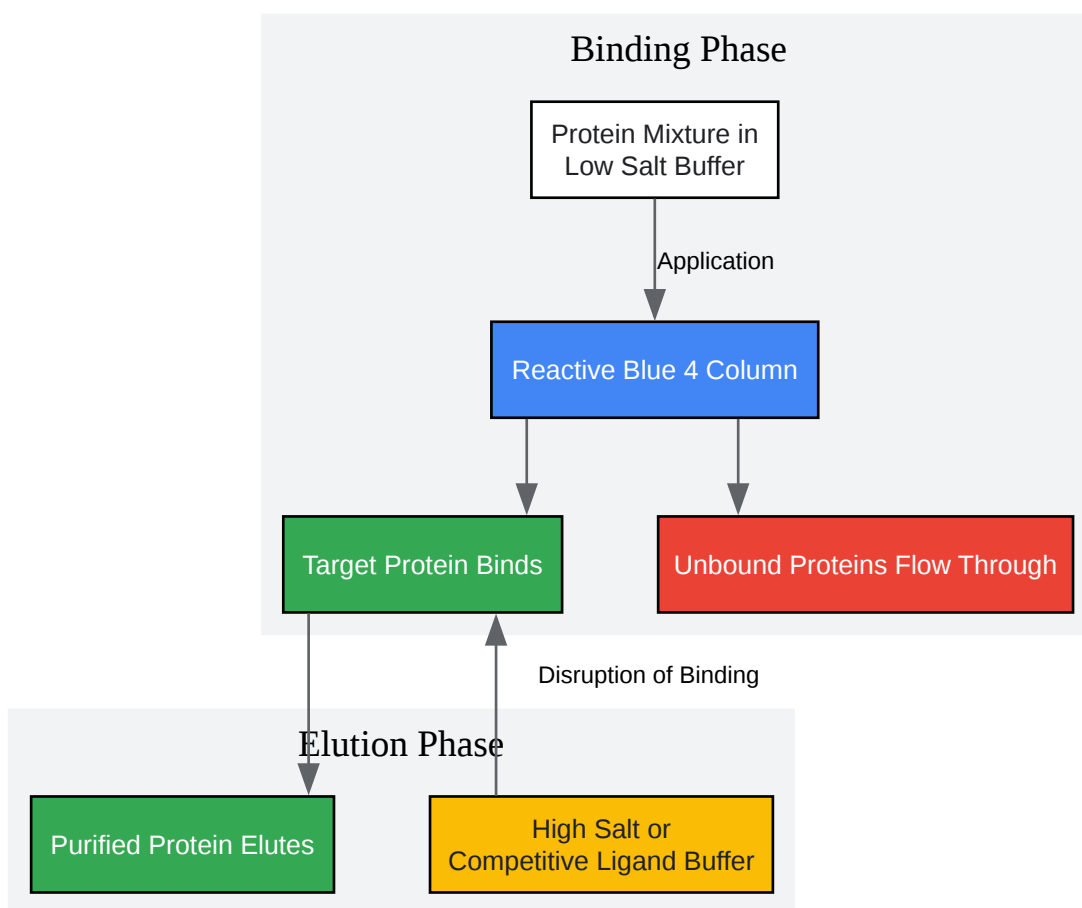 Binding Phase
Protein Mixture in
Low Salt Buffer
Application
Reactive Blue 4 Column
Target Protein Binds
Unbound Proteins Flow Through
Disruption of Binding
Elution Phase
Purified Protein Elutes
High Salt or
Competitive Ligand Buffer